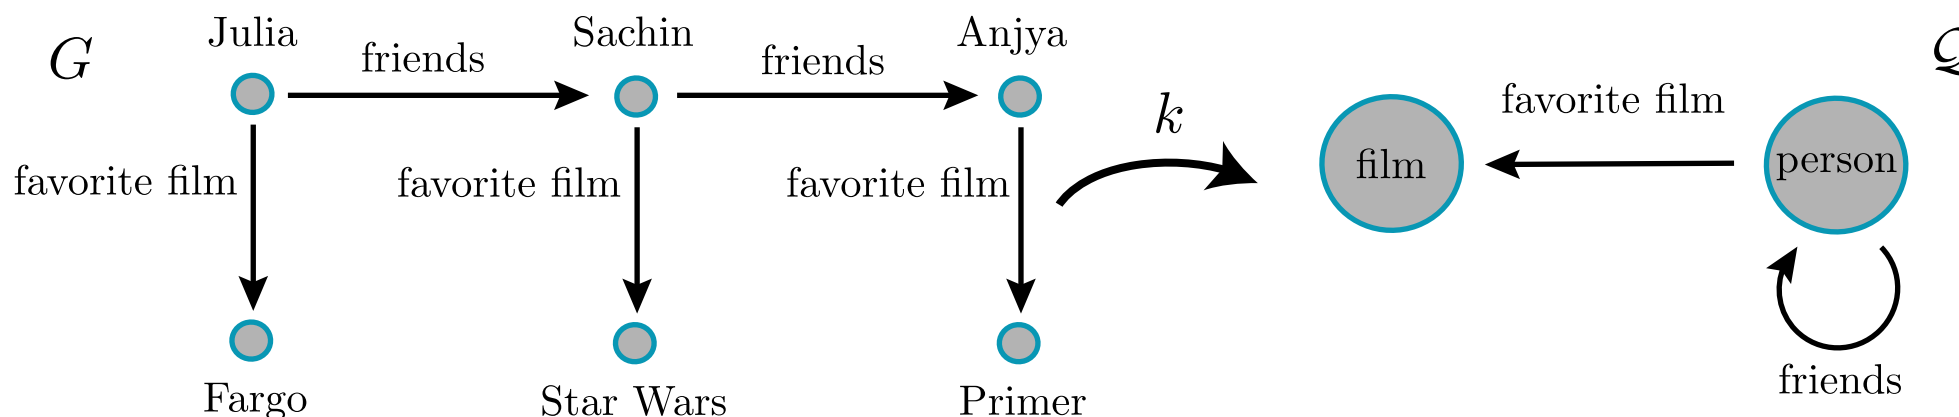 G
Julia
friends
Sachin
friends
Anjya
favorite film
favorite film
favorite film
Fargo
Star Wars
Primer
k
film
favorite film
person
friends